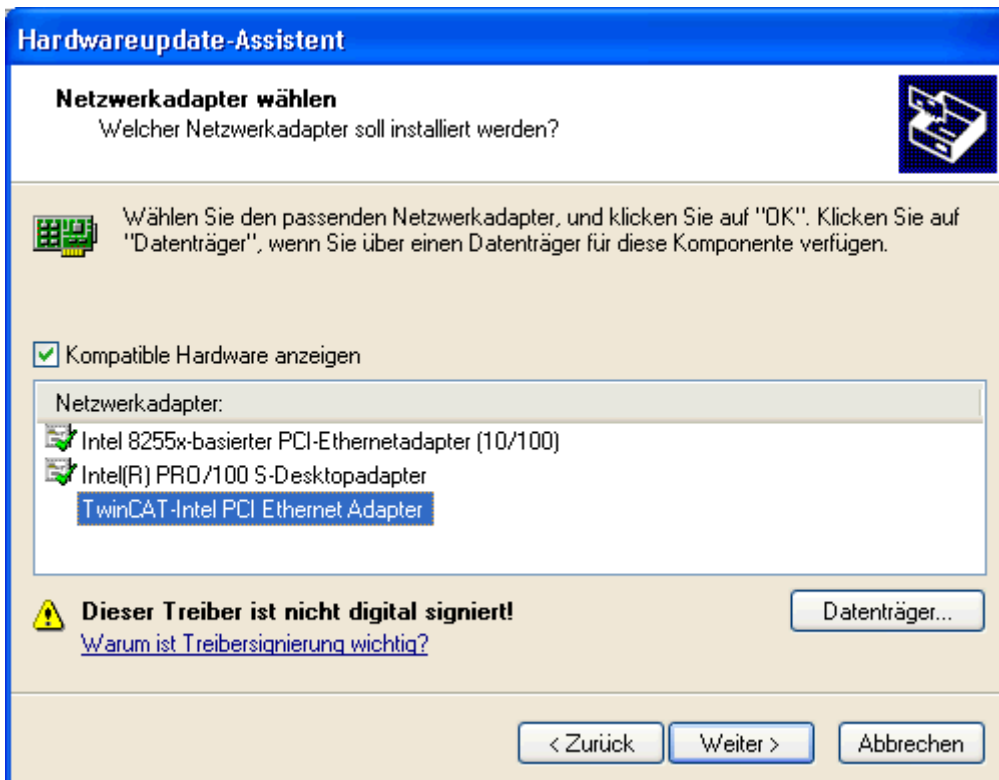 Hardwareupdate-Assistent
Netzwerkadapter wählen
Welcher Netzwerkadapter soll installiert werden?
Wählen Sie den passenden Netzwerkadapter, und klicken Sie auf "OK". Klicken Sie auf
"Datenträger", wenn Sie über einen Datenträger für diese Komponente verfügen.
Kompatible Hardware anzeigen
Netzwerkadapter:
Intel 8255x-basierter PCI-Ethernetadapter (10/100)
Intel(R) PRO/100 S-Desktopadapter
TwinCAT-Intel PCI Ethernet Adapter
Dieser Treiber ist nicht digital signiert!
Datenträger...
Warum ist Treibersignierung wichtig?
< Zurück
Weiter >
Abbrechen